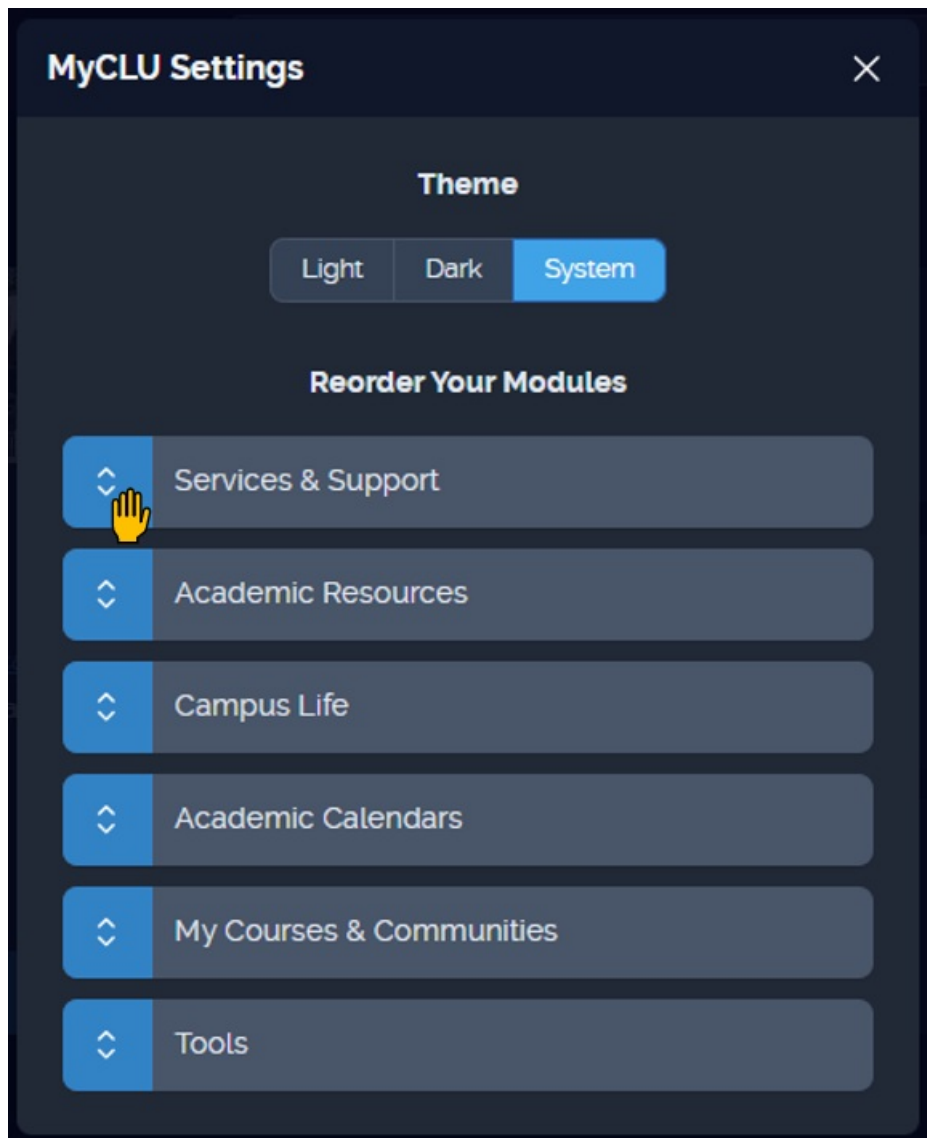 MyCLU Settings
Theme
Light Dark System
Reorder Your Modules
Services & Support
Academic Resources
Campus Life
Academic Calendars
My Courses & Communities
Tools